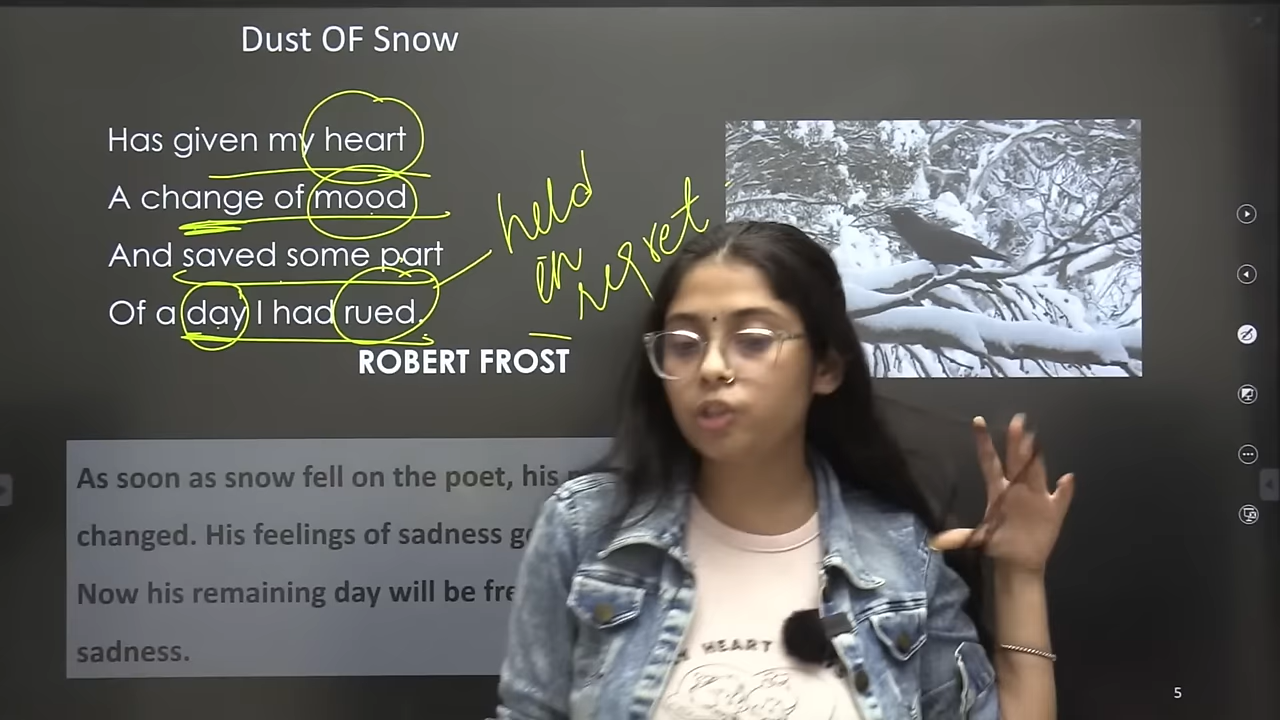 Dust OF Snow
Has given my heart
A change of mood
And saved some part
Of a day I had rued.
held
in
regret
ROBERT FROST
As soon as snow fell on the poet, his
changed. His feelings of sadness
Now his remaining day will be
sadness.
HEART
5